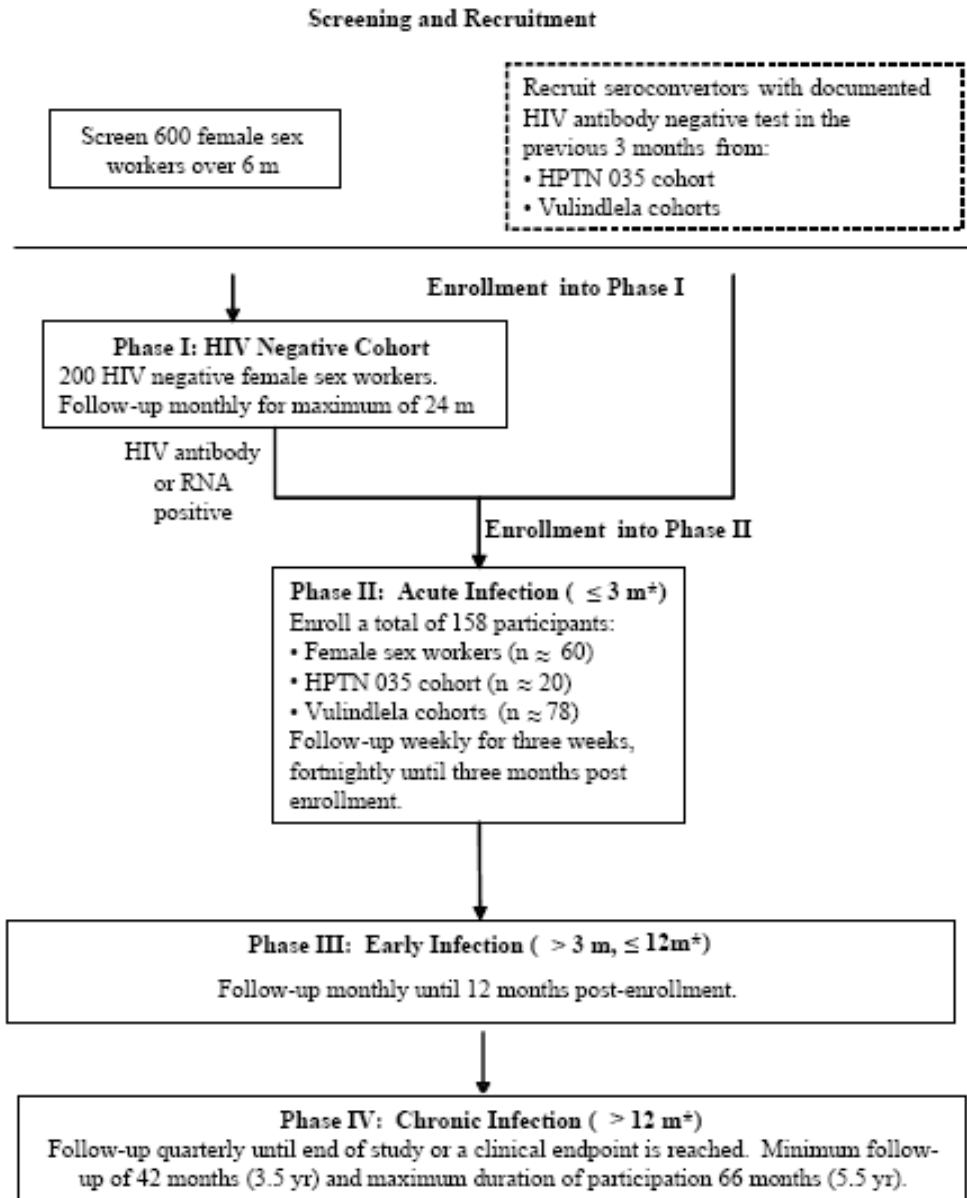 Screening and Recruitment
Screen 600 female sex
workers over 6 m
Recruit seroconvertors with documented
HIV antibody negative test in the
previous 3 months from:
• HPTN 035 cohort
• Vulindlela cohorts
Enrollment into Phase I
Phase I: HIV Negative Cohort
200 HIV negative female sex workers.
Follow-up monthly for maximum of 24 m
HIV antibody
or RNA
positive
Enrollment into Phase II
Phase II: Acute Infection ( ≤ 3 m*)
Enroll a total of 158 participants:
• Female sex workers (n ≈ 60)
• HPTN 035 cohort (n ≈ 20)
• Vulindlela cohorts (n ≈ 78)
Follow-up weekly for three weeks,
fortnightly until three months post
enrollment.
Phase III: Early Infection ( > 3 m, ≤ 12m*)
Follow-up monthly until 12 months post-enrollment.
Phase IV: Chronic Infection ( > 12 m*)
Follow-up quarterly until end of study or a clinical endpoint is reached. Minimum follow-
up of 42 months (3.5 yr) and maximum duration of participation 66 months (5.5 yr).